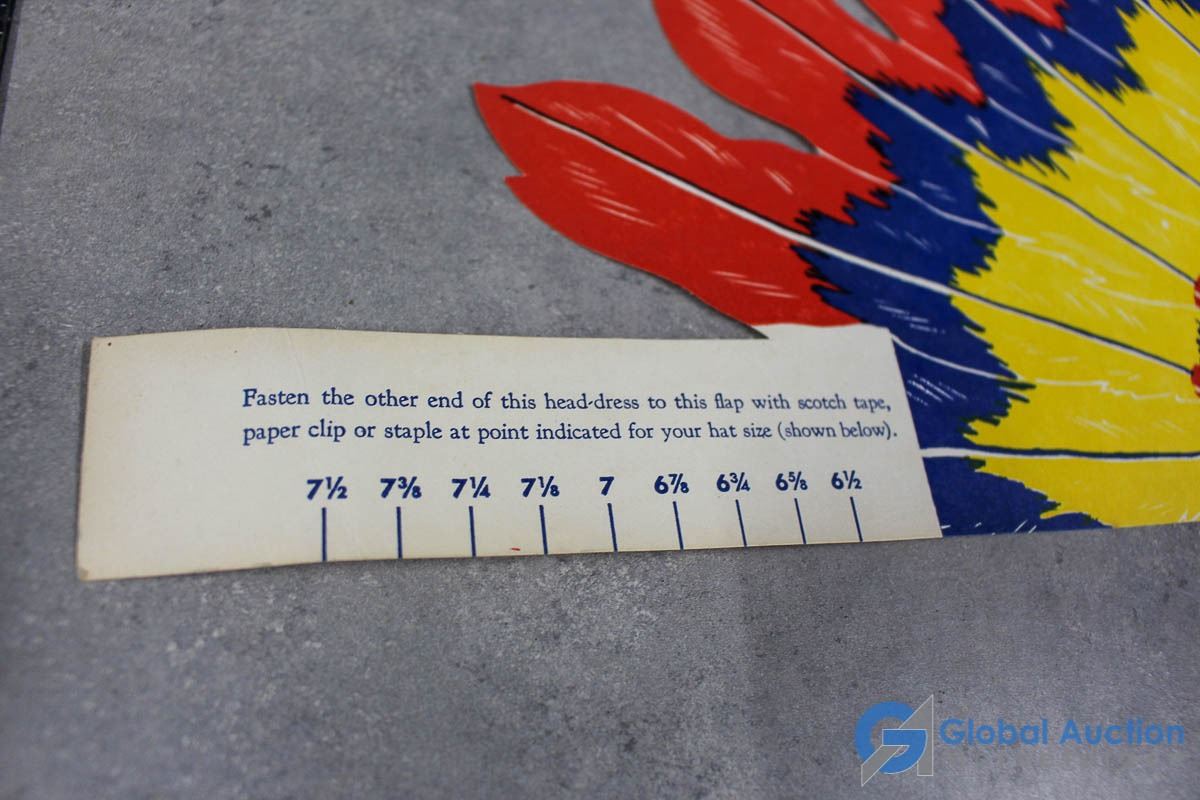 Fasten the other end of this head-dress to this flap with scotch tape,
paper clip or staple at point indicated for your hat size (shown below).
7½ 7⅜ 7¼ 7⅛ 7 6⅞ 6¾ 6⅝ 6½
Global Auction